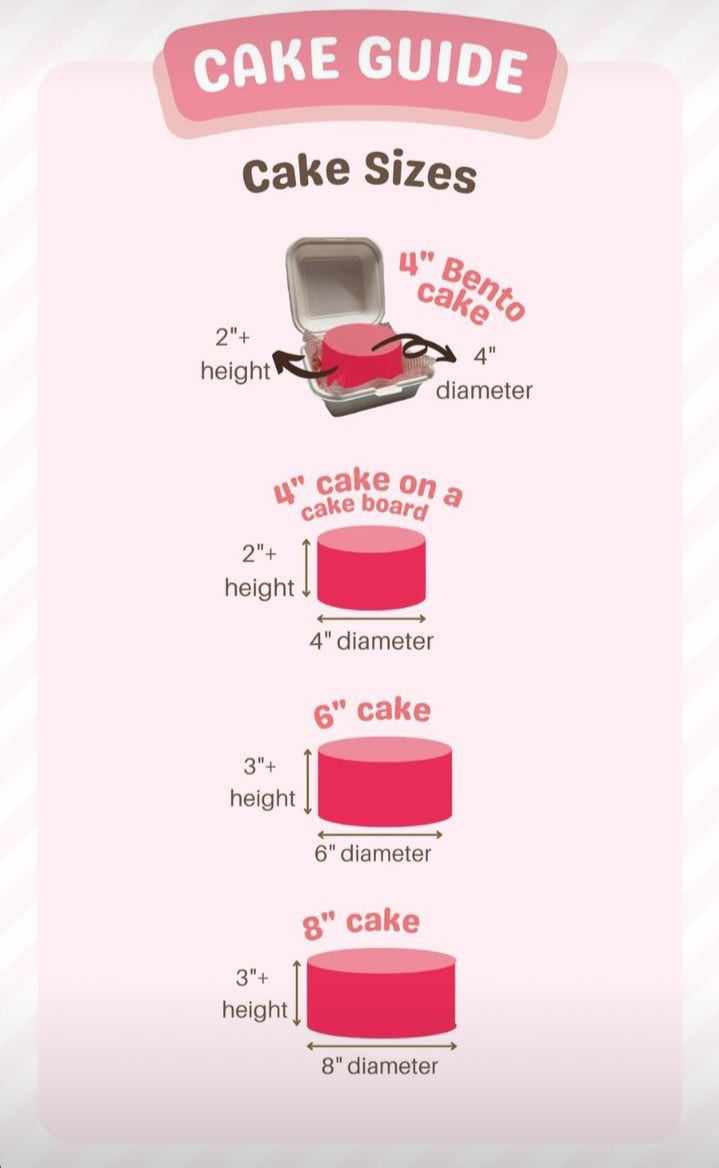 CAKE GUIDE
Cake Sizes
4" Bento
cake
2"+
height
4"
diameter
4" cake on a
cake board
2"+
height
4" diameter
6" cake
3"+
height
6" diameter
8" cake
3"+
height
8" diameter